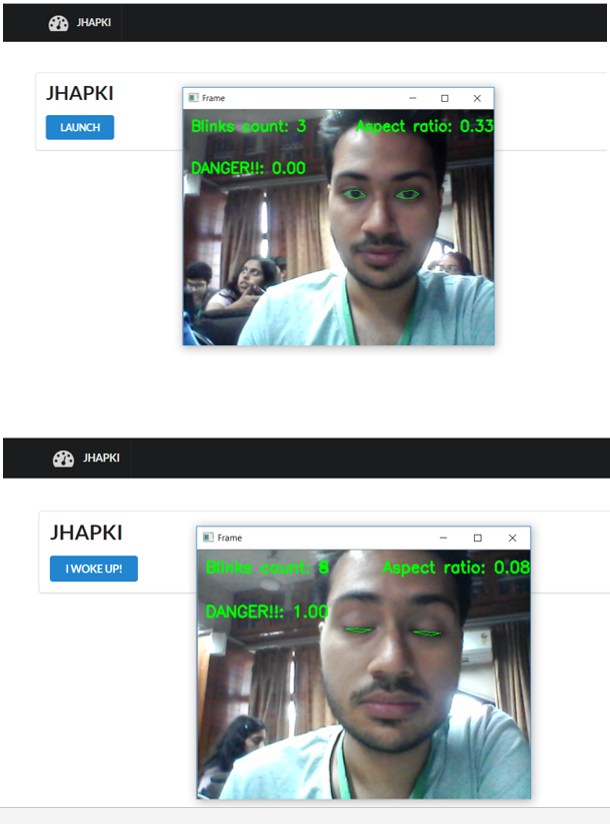 JHAPKI
JHAPKI
LAUNCH
Frame
Blinks count: 3 Aspect ratio: 0.33
DANGER!!: 0.00
JHAPKI
JHAPKI
I WOKE UP!
Frame
Blinks count: 8 Aspect ratio: 0.08
DANGER!!: 1.00